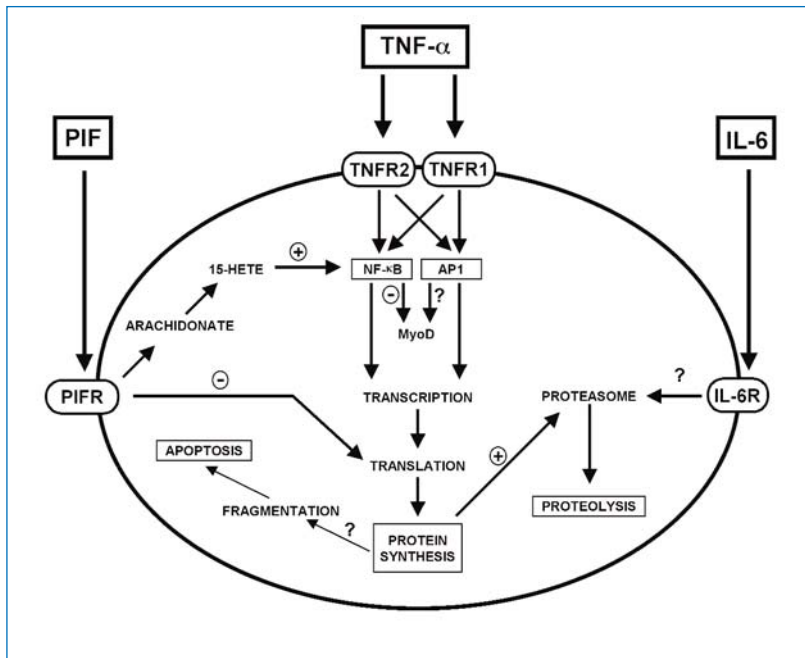 TNF-α
PIF
IL-6
TNFR2
TNFR1
+
15-HETE
NF-κB
AP1
-
?
MyoD
ARACHIDONATE
PIFR
-
TRANSCRIPTION
PROTEASOME
?
IL-6R
APOPTOSIS
TRANSLATION
+
FRAGMENTATION
?
PROTEIN
SYNTHESIS
PROTEOLYSIS